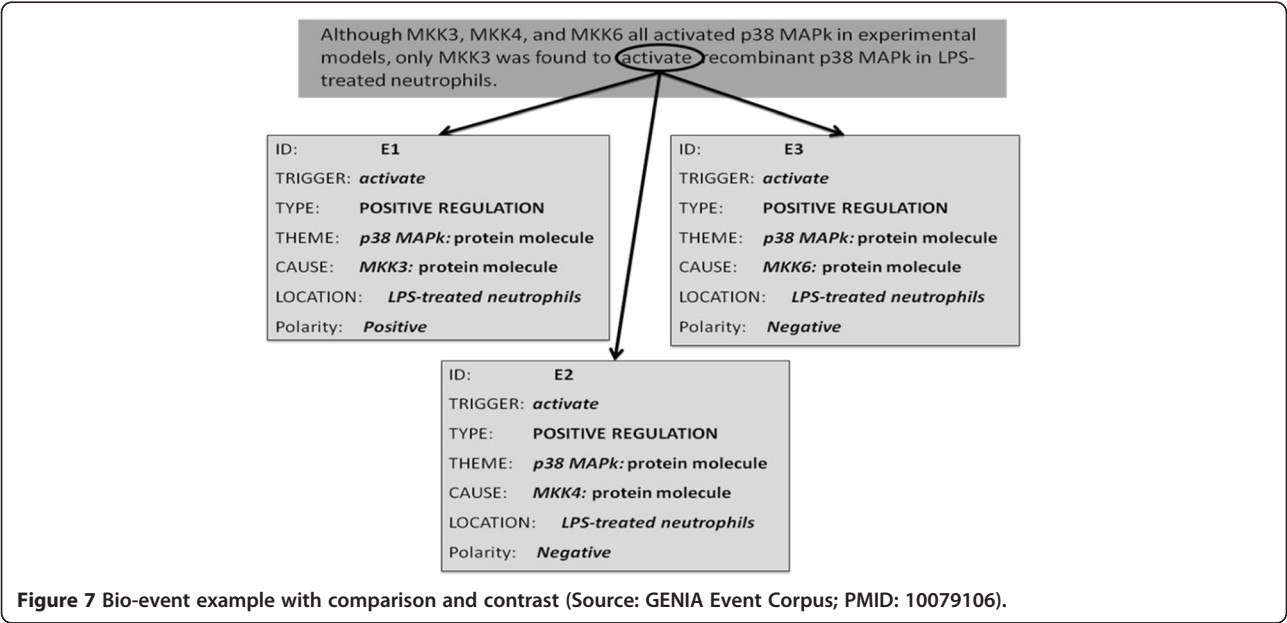 Although MKK3, MKK4, and MKK6 all activated p38 MAPk in experimental
models, only MKK3 was found to activate recombinant p38 MAPk in LPS-
treated neutrophils.
ID: E1
TRIGGER: activate
TYPE: POSITIVE REGULATION
THEME: p38 MAPk: protein molecule
CAUSE: MKK3: protein molecule
LOCATION: LPS-treated neutrophils
Polarity: Positive
ID: E3
TRIGGER: activate
TYPE: POSITIVE REGULATION
THEME: p38 MAPk: protein molecule
CAUSE: MKK6: protein molecule
LOCATION: LPS-treated neutrophils
Polarity: Negative
ID: E2
TRIGGER: activate
TYPE: POSITIVE REGULATION
THEME: p38 MAPk: protein molecule
CAUSE: MKK4: protein molecule
LOCATION: LPS-treated neutrophils
Polarity: Negative
Figure 7 Bio-event example with comparison and contrast (Source: GENIA Event Corpus; PMID: 10079106).